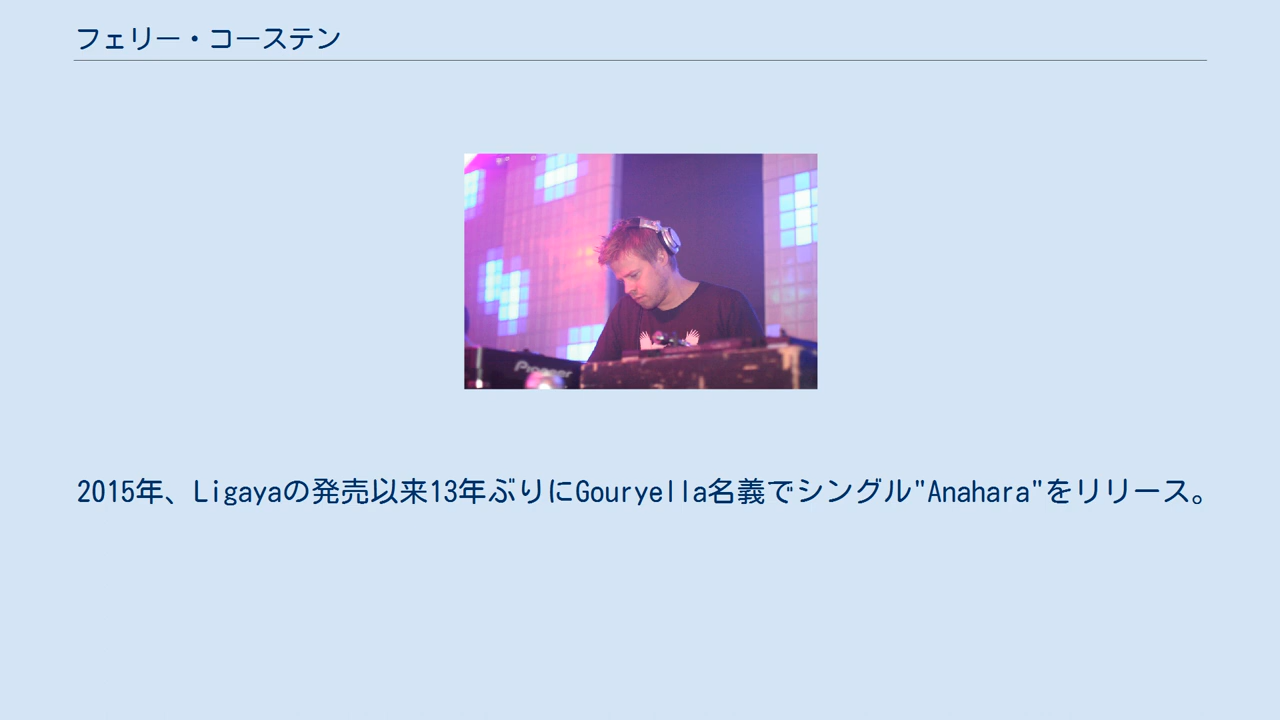 フェリー・コーステン
Pioneer
2015年、Ligayaの発売以来13年ぶりにGouryella名義でシングル"Anahara"をリリース。